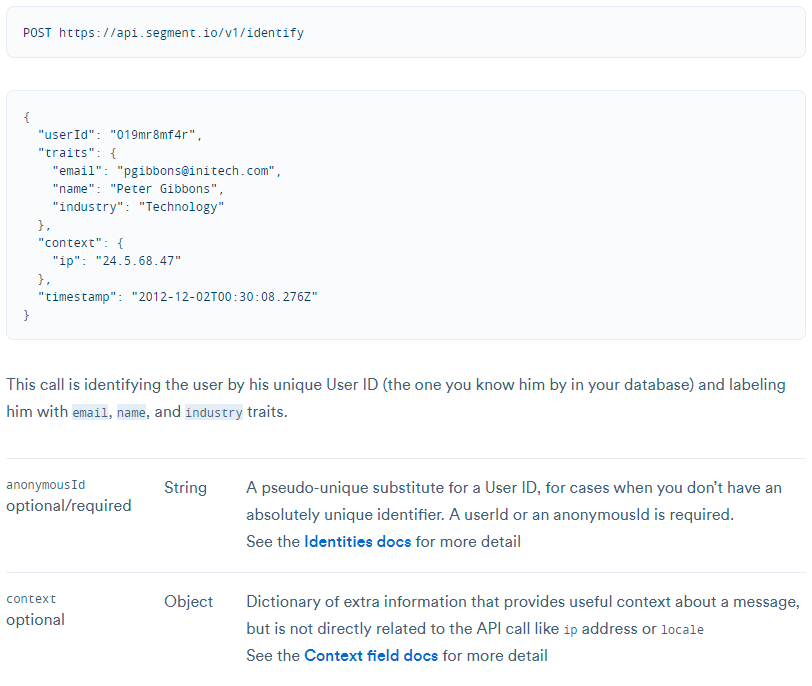 POST https://api.segment.io/v1/identify
{
"userId": "019mr8mf4r",
"traits": {
"email": "pgibbons@initech.com",
"name": "Peter Gibbons",
"industry": "Technology"
},
"context": {
"ip": "24.5.68.47"
},
"timestamp": "2012-12-02T00:30:08.276Z"
}
This call is identifying the user by his unique User ID (the one you know him by in your database) and labeling
him with email, name, and industry traits.
anonymousId
optional/required
String
A pseudo-unique substitute for a User ID, for cases when you don’t have an
absolutely unique identifier. A userId or an anonymousId is required.
See the Identities docs for more detail
context
optional
Object
Dictionary of extra information that provides useful context about a message,
but is not directly related to the API call like ip address or locale
See the Context field docs for more detail